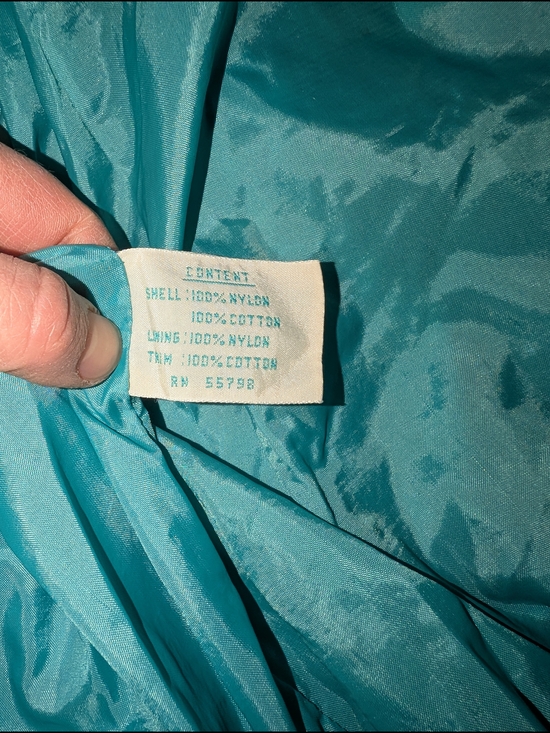 CONTENT
SHELL: 100% NYLON
100% COTTON
LINING: 100% NYLON
TRIM: 100% COTTON
RN 55798